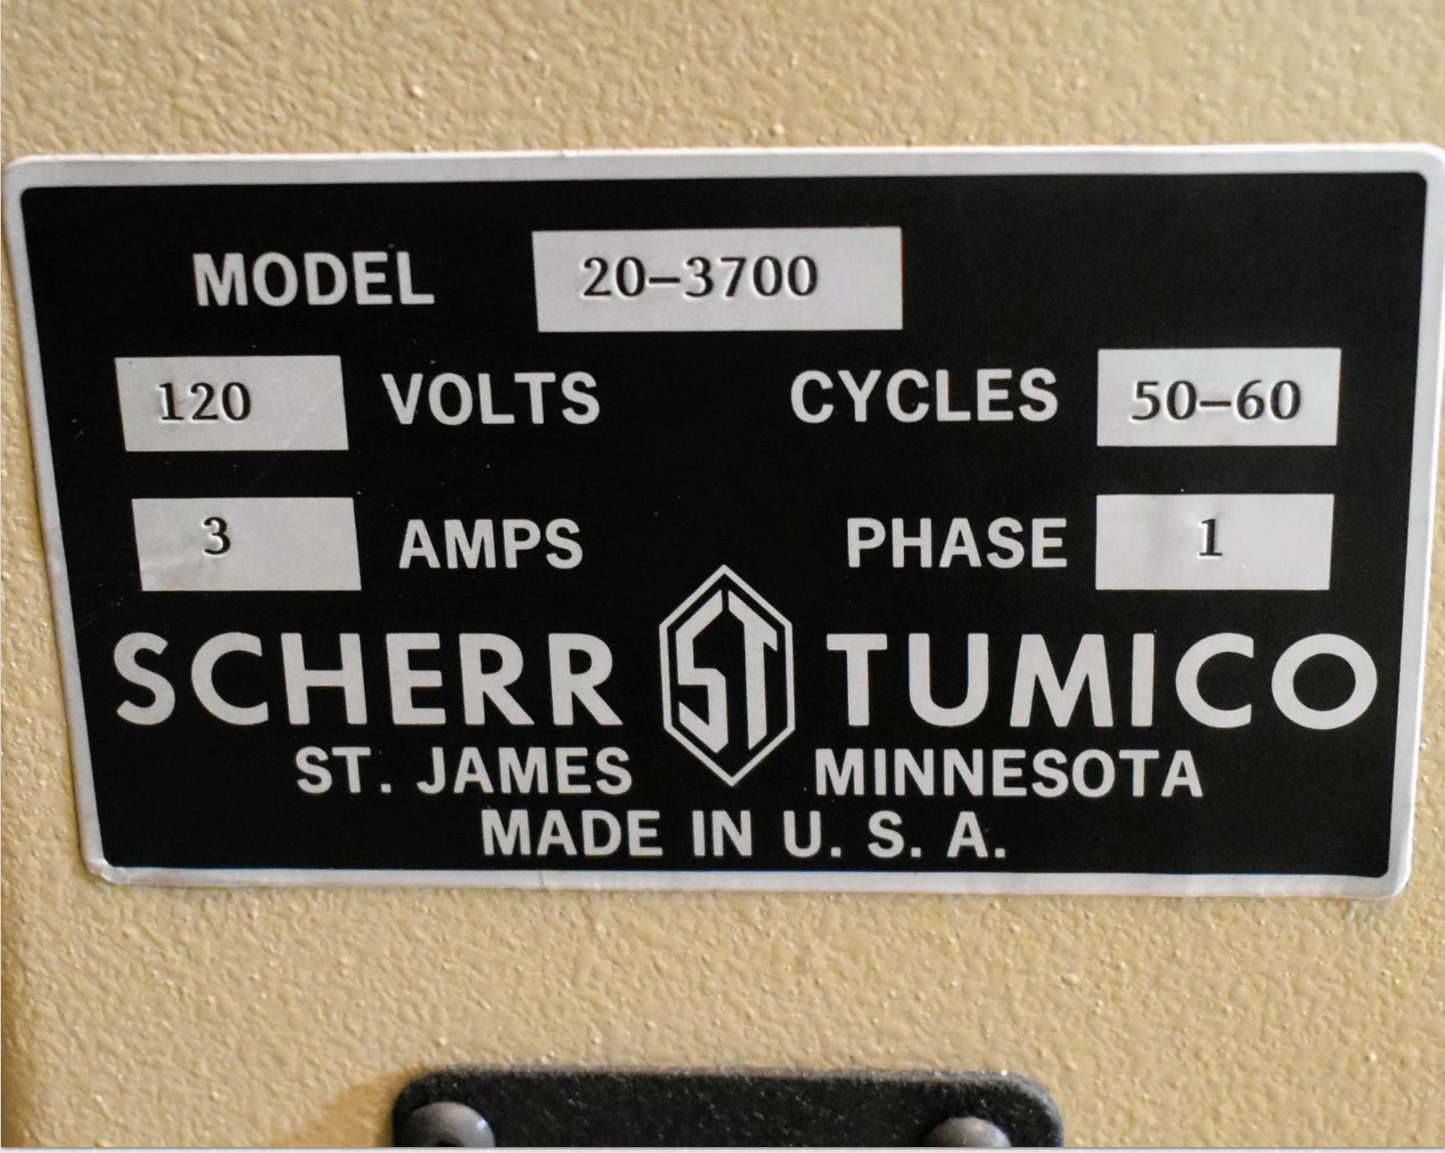 MODEL 20-3700
120 VOLTS CYCLES 50-60
3 AMPS PHASE 1
SCHERR ST TUMICO
ST. JAMES MINNESOTA
MADE IN U. S. A.